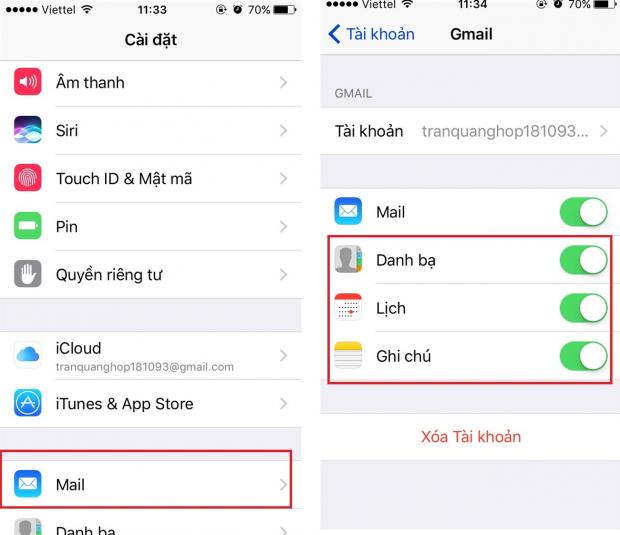 Viettel 11:33 70%
Cài đặt
Âm thanh
Siri
Touch ID & Mật mã
Pin
Quyền riêng tư
iCloud
tranquanghop181093@gmail.com
iTunes & App Store
Mail
Danh bạ
Viettel 11:34 70%
Tài khoản Gmail
GMAIL
Tài khoản tranquanghop181093...
Mail
Danh bạ
Lịch
Ghi chú
Xóa Tài khoản